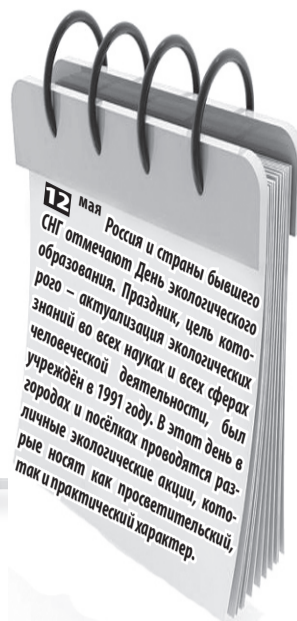 12 мая Россия и страны бывшего
СНГ отмечают День экологического
образования. Праздник, цель кото-
рого – актуализация экологических
знаний во всех науках и всех сферах
человеческой деятельности, был
учреждён в 1991 году. В этот день в
городах и посёлках проводятся раз-
личные экологические акции, кото-
рые носят как просветительский,
так и практический характер.